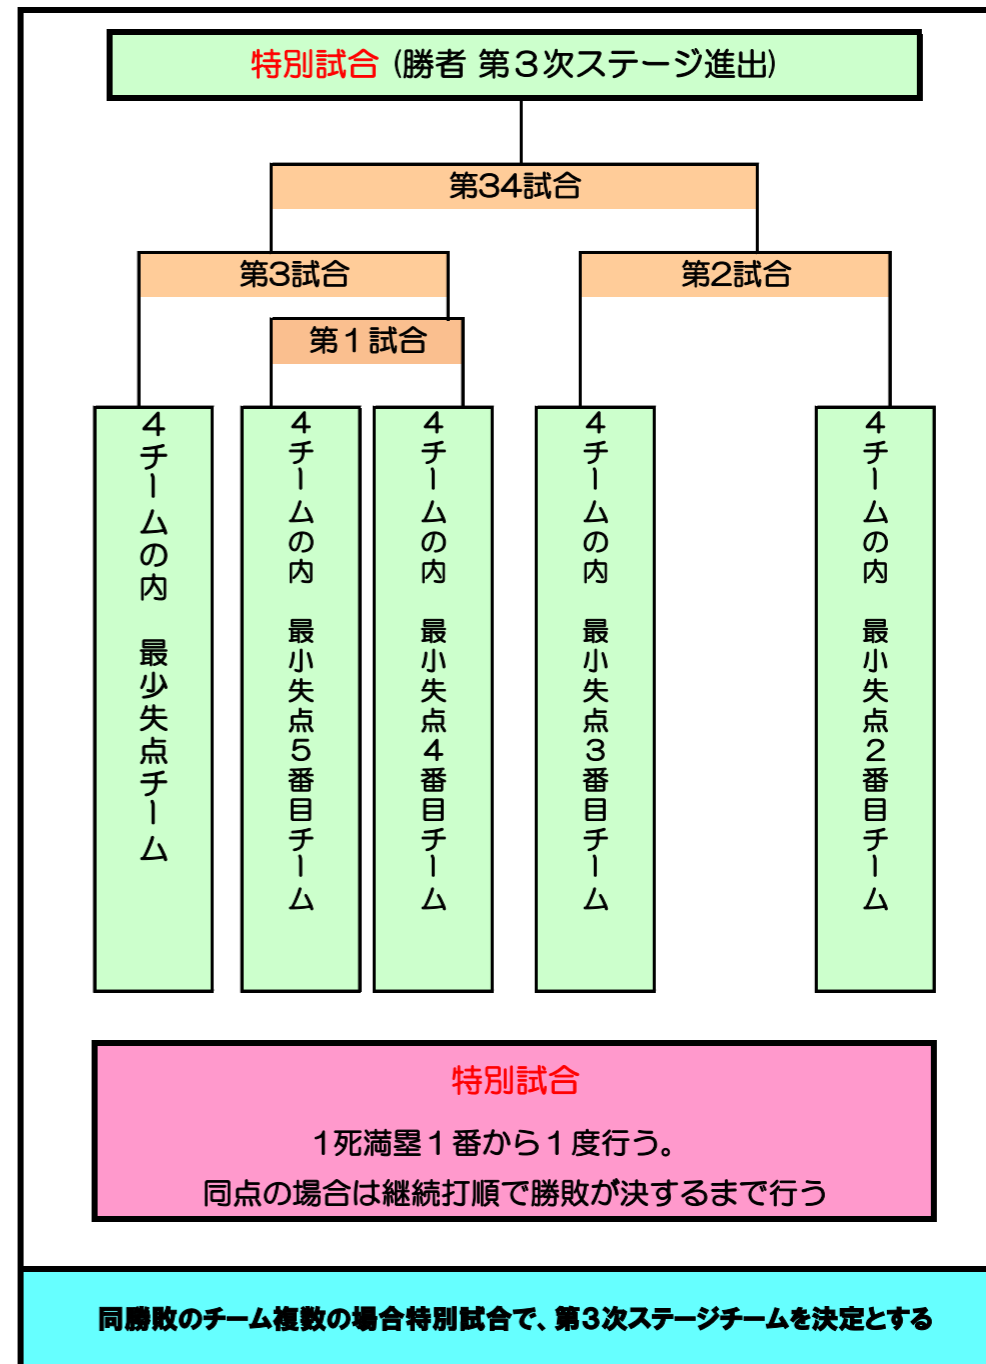 特別試合 (勝者 第３次ステージ進出)
第34試合
第3試合
第2試合
第１試合
４チームの内　最少失点チーム
４チームの内　最小失点５番目チーム
４チームの内　最小失点４番目チーム
４チームの内　最小失点３番目チーム
４チームの内　最小失点２番目チーム
特別試合
1死満塁１番から１度行う。
同点の場合は継続打順で勝敗が決するまで行う
同勝敗のチーム複数の場合特別試合で、第３次ステージチームを決定とする